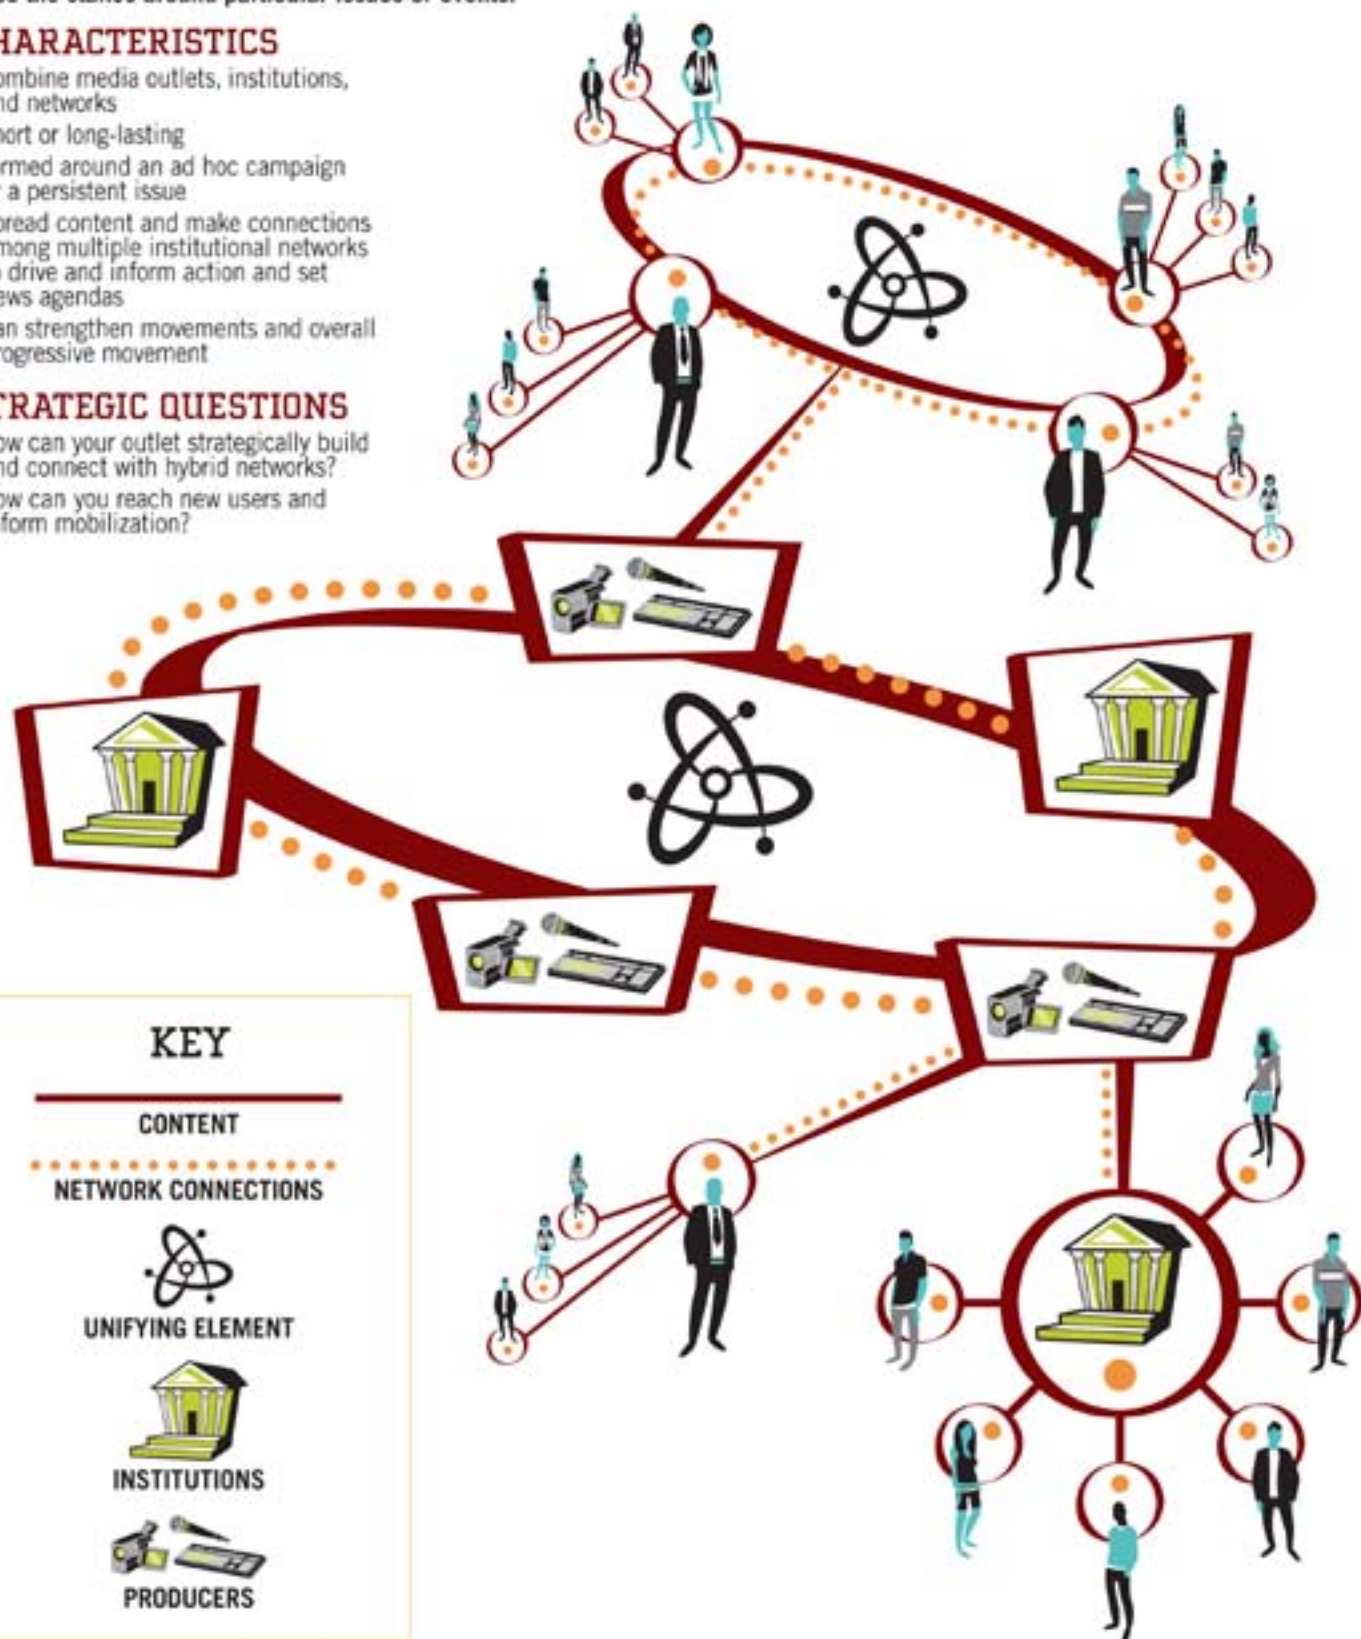 HARACTERISTICS
ombine media outlets, institutions,
nd networks
hort or long-lasting
rmed around an ad hoc campaign
a persistent issue
pread content and make connections
mong multiple institutional networks
drive and inform action and set
ews agendas
an strengthen movements and overall
rogressive movement
TRATEGIC QUESTIONS
ow can your outlet strategically build
nd connect with hybrid networks?
ow can you reach new users and
form mobilization?
KEY
CONTENT
NETWORK CONNECTIONS
UNIFYING ELEMENT
INSTITUTIONS
PRODUCERS